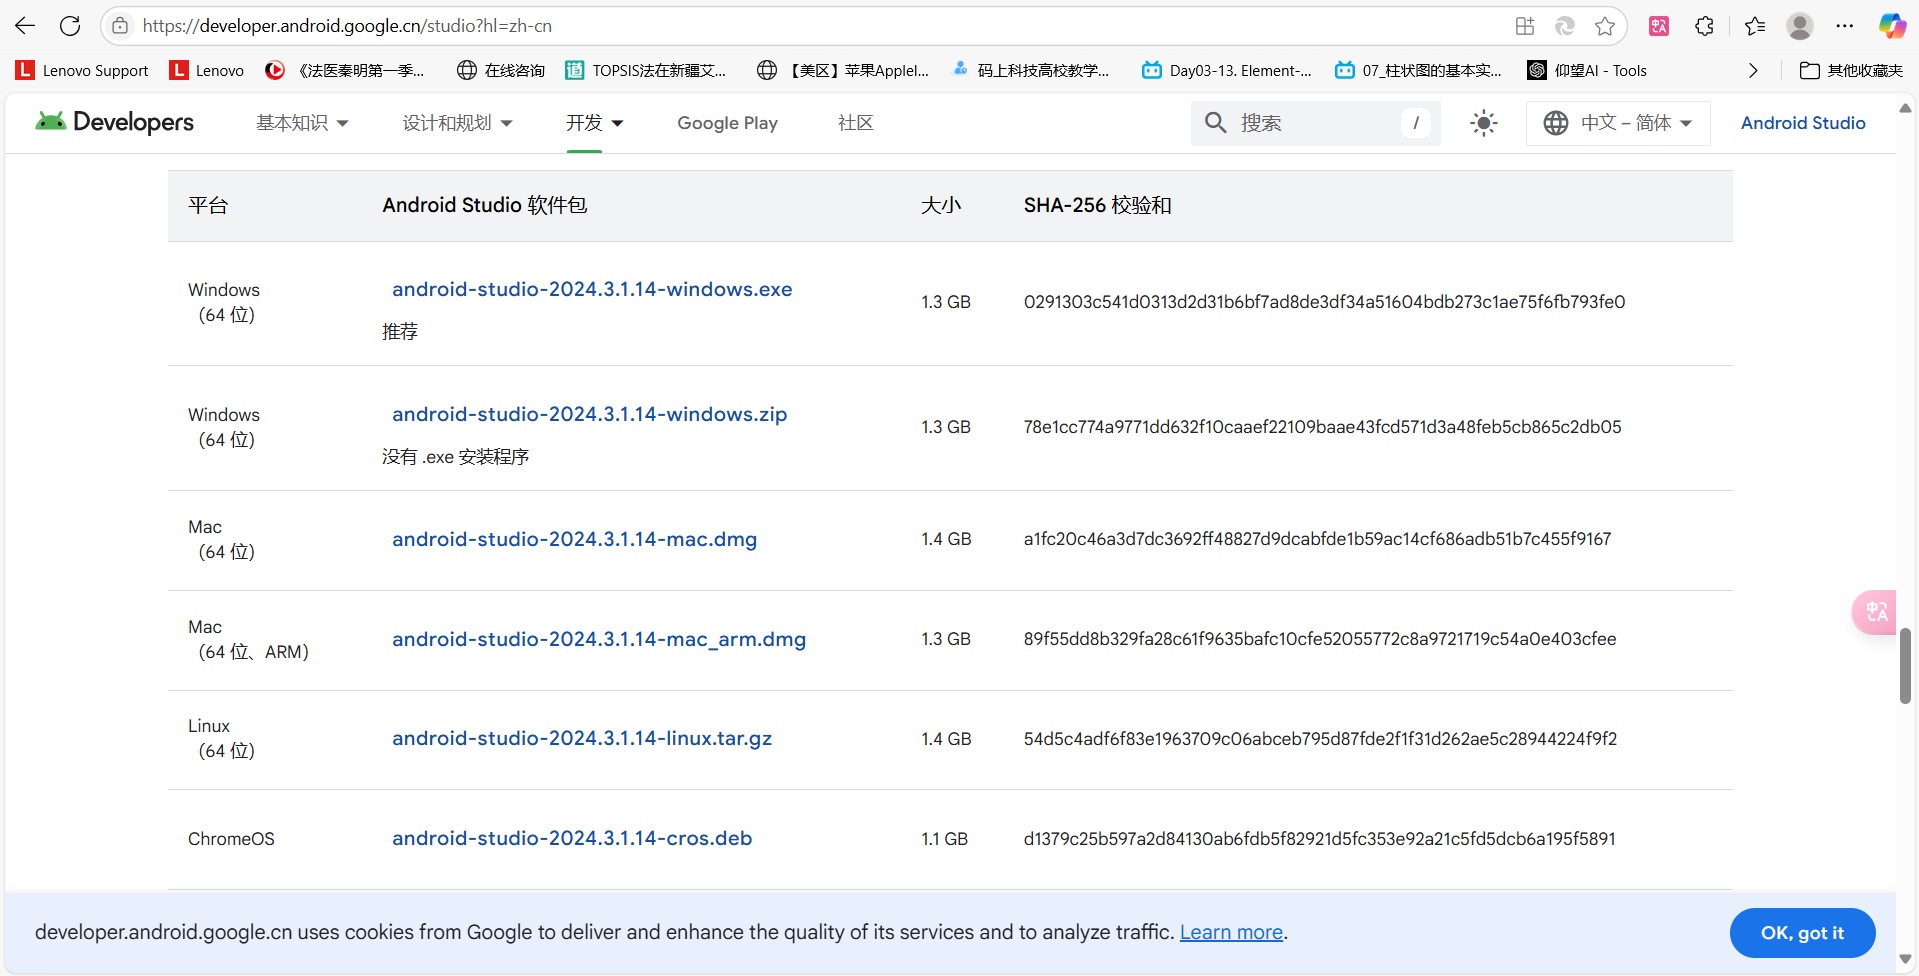 https://developer.android.google.cn/studio?hl=zh-cn
Lenovo Support
Lenovo
《法医秦明第一季...
在线咨询
TOPSIS法在新疆艾...
【美区】苹果AppleI...
码上科技高校教学...
Day03-13. Element-...
07_柱状图的基本实...
仰望AI - Tools
其他收藏夹
Developers
基本知识
设计和规划
开发
Google Play
社区
搜索
/
中文 – 简体
Android Studio
平台
Android Studio 软件包
大小
SHA-256 校验和
Windows
（64 位）
android-studio-2024.3.1.14-windows.exe
推荐
1.3 GB
0291303c541d0313d2d31b6bf7ad8de3df34a51604bdb273c1ae75f6fb793fe0
Windows
（64 位）
android-studio-2024.3.1.14-windows.zip
没有 .exe 安装程序
1.3 GB
78e1cc774a9771dd632f10caaef22109baae43fcd571d3a48feb5cb865c2db05
Mac
（64 位）
android-studio-2024.3.1.14-mac.dmg
1.4 GB
a1fc20c46a3d7dc3692ff48827d9dcabfde1b59ac14cf686adb51b7c455f9167
Mac
（64 位、ARM）
android-studio-2024.3.1.14-mac_arm.dmg
1.3 GB
89f55dd8b329fa28c61f9635bafc10cfe52055772c8a9721719c54a0e403cfee
Linux
（64 位）
android-studio-2024.3.1.14-linux.tar.gz
1.4 GB
54d5c4adf6f83e1963709c06abceb795d87fde2f1f31d262ae5c28944224f9f2
ChromeOS
android-studio-2024.3.1.14-cros.deb
1.1 GB
d1379c25b597a2d84130ab6fdb5f82921d5fc353e92a21c5fd5dcb6a195f5891
developer.android.google.cn uses cookies from Google to deliver and enhance the quality of its services and to analyze traffic. Learn more.
OK, got it